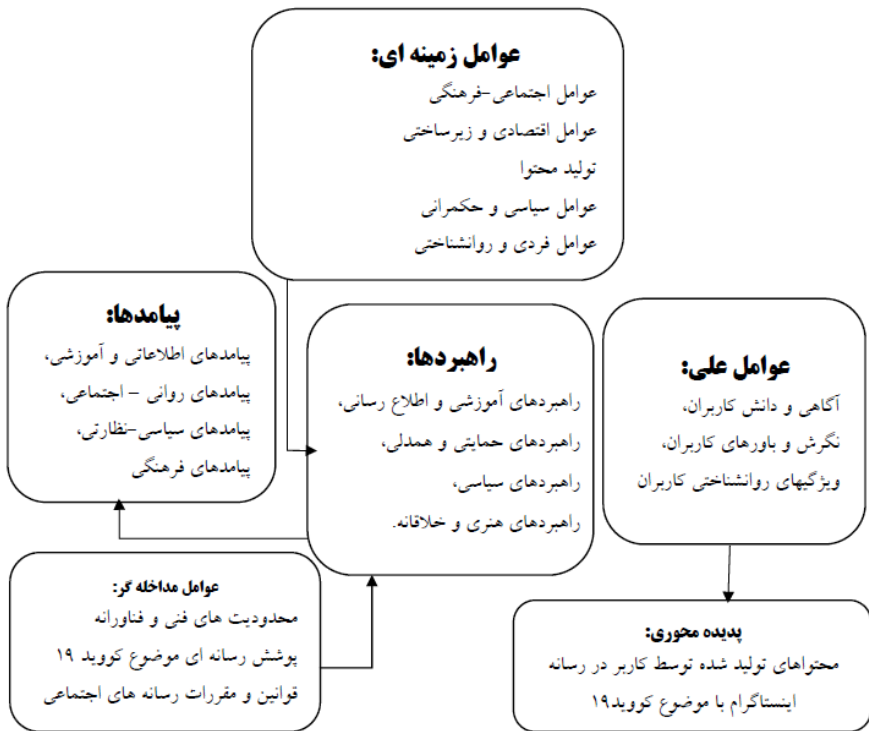 عوامل زمینه ای:
عوامل اجتماعی-فرهنگی
عوامل اقتصادی و زیرساختی
تولید محتوا
عوامل سیاسی و حکمرانی
عوامل فردی و روانشناختی
عوامل علی:
آگاهی و دانش کاربران،
نگرش و باورهای کاربران،
ویژگیهای روانشناختی کاربران
راهبردها:
راهبردهای آموزشی و اطلاع رسانی،
راهبردهای حمایتی و همدلی،
راهبردهای سیاسی،
راهبردهای هنری و خلاقانه.
پیامدها:
پیامدهای اطلاعاتی و آموزشی،
پیامدهای روانی – اجتماعی،
پیامدهای سیاسی-نظارتی،
پیامدهای فرهنگی
پدیده محوری:
محتواهای تولید شده توسط کاربر در رسانه
اینستاگرام با موضوع کووید۱۹
عوامل مداخله گر:
محدودیت های فنی و فناورانه
پوشش رسانه ای موضوع کووید ۱۹
قوانین و مقررات رسانه های اجتماعی